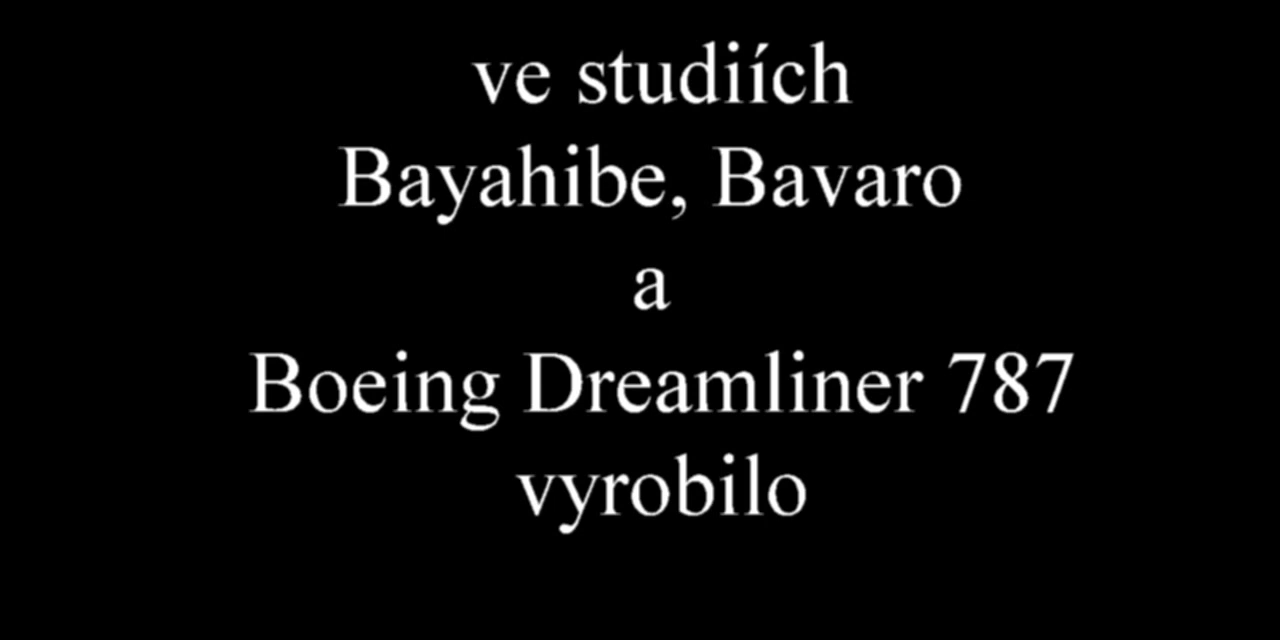 ve studiích
Bayahibe, Bavaro
a
Boeing Dreamliner 787
vyrobilo